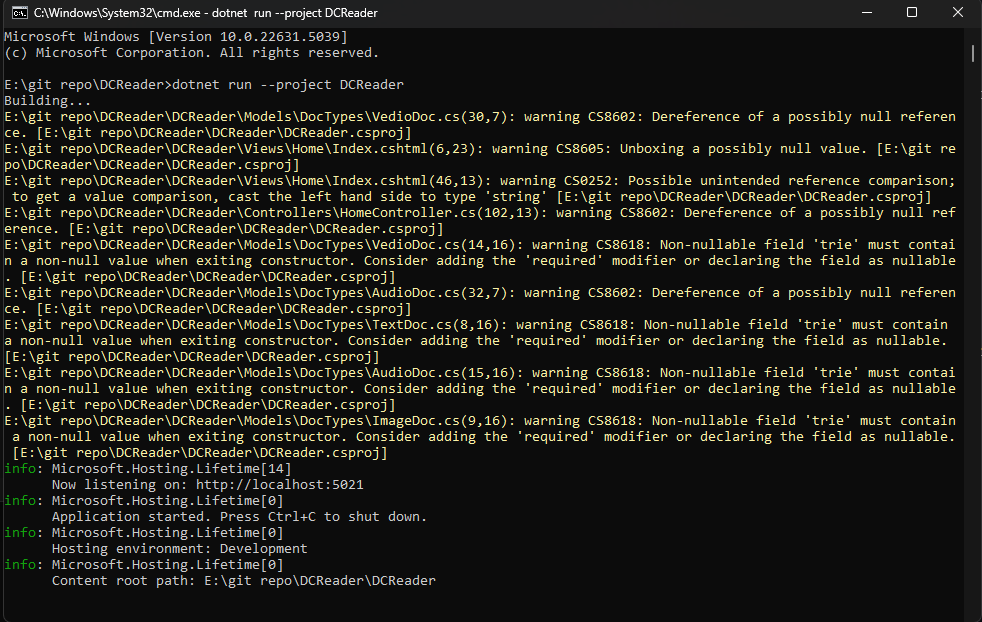 C:\Windows\System32\cmd.exe - dotnet  run --project DCReader
Microsoft Windows [Version 10.0.22631.5039]
(c) Microsoft Corporation. All rights reserved.
E:\git repo\DCReader>dotnet run --project DCReader
Building...
E:\git repo\DCReader\DCReader\Models\DocTypes\VedioDoc.cs(30,7): warning CS8602: Dereference of a possibly null referen
ce. [E:\git repo\DCReader\DCReader\DCReader.csproj]
E:\git repo\DCReader\DCReader\Views\Home\Index.cshtml(6,23): warning CS8605: Unboxing a possibly null value. [E:\git re
po\DCReader\DCReader\DCReader.csproj]
E:\git repo\DCReader\DCReader\Views\Home\Index.cshtml(46,13): warning CS0252: Possible unintended reference comparison;
 to get a value comparison, cast the left hand side to type 'string' [E:\git repo\DCReader\DCReader\DCReader.csproj]
E:\git repo\DCReader\DCReader\Controllers\HomeController.cs(102,13): warning CS8602: Dereference of a possibly null ref
erence. [E:\git repo\DCReader\DCReader\DCReader.csproj]
E:\git repo\DCReader\DCReader\Models\DocTypes\VedioDoc.cs(14,16): warning CS8618: Non-nullable field 'trie' must contai
n a non-null value when exiting constructor. Consider adding the 'required' modifier or declaring the field as nullable
. [E:\git repo\DCReader\DCReader\DCReader.csproj]
E:\git repo\DCReader\DCReader\Models\DocTypes\AudioDoc.cs(32,7): warning CS8602: Dereference of a possibly null referen
ce. [E:\git repo\DCReader\DCReader\DCReader.csproj]
E:\git repo\DCReader\DCReader\Models\DocTypes\TextDoc.cs(8,16): warning CS8618: Non-nullable field 'trie' must contain
a non-null value when exiting constructor. Consider adding the 'required' modifier or declaring the field as nullable.
[E:\git repo\DCReader\DCReader\DCReader.csproj]
E:\git repo\DCReader\DCReader\Models\DocTypes\AudioDoc.cs(15,16): warning CS8618: Non-nullable field 'trie' must contai
n a non-null value when exiting constructor. Consider adding the 'required' modifier or declaring the field as nullable
. [E:\git repo\DCReader\DCReader\DCReader.csproj]
E:\git repo\DCReader\DCReader\Models\DocTypes\ImageDoc.cs(9,16): warning CS8618: Non-nullable field 'trie' must contain
 a non-null value when exiting constructor. Consider adding the 'required' modifier or declaring the field as nullable.
 [E:\git repo\DCReader\DCReader\DCReader.csproj]
info: Microsoft.Hosting.Lifetime[14]
      Now listening on: http://localhost:5021
info: Microsoft.Hosting.Lifetime[0]
      Application started. Press Ctrl+C to shut down.
info: Microsoft.Hosting.Lifetime[0]
      Hosting environment: Development
info: Microsoft.Hosting.Lifetime[0]
      Content root path: E:\git repo\DCReader\DCReader